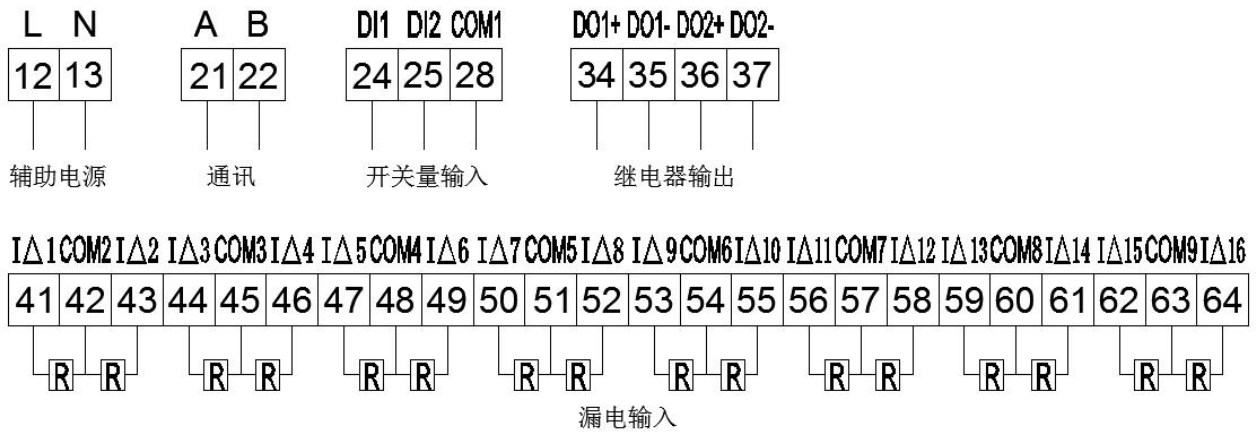 L N A B DI1 DI2 COM1 DO1+ DO1- DO2+ DO2-
12 13 21 22 24 25 28 34 35 36 37
辅助电源 通讯 开关量输入 继电器输出
I△1 COM2 I△2 I△3 COM3 I△4 I△5 COM4 I△6 I△7 COM5 I△8 I△9 COM6 I△10 I△11 COM7 I△12 I△13 COM8 I△14 I△15 COM9 I△16
41 42 43 44 45 46 47 48 49 50 51 52 53 54 55 56 57 58 59 60 61 62 63 64
R R R R R R R R R R R R R R R R
漏电输入